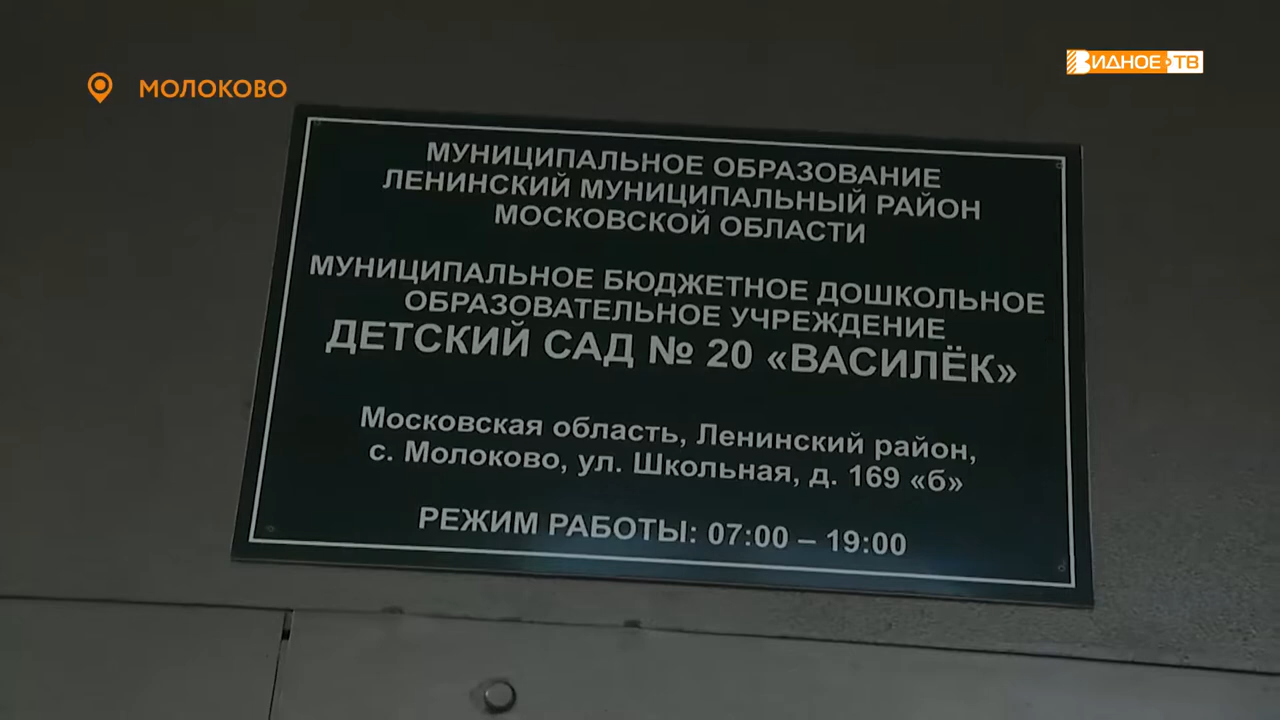 МОЛОКОВО
ВИДНОЕ ТВ
МУНИЦИПАЛЬНОЕ ОБРАЗОВАНИЕ
ЛЕНИНСКИЙ МУНИЦИПАЛЬНЫЙ РАЙОН
МОСКОВСКОЙ ОБЛАСТИ
МУНИЦИПАЛЬНОЕ БЮДЖЕТНОЕ ДОШКОЛЬНОЕ
ОБРАЗОВАТЕЛЬНОЕ УЧРЕЖДЕНИЕ
ДЕТСКИЙ САД № 20 «ВАСИЛЁК»
Московская область, Ленинский район,
с. Молоково, ул. Школьная, д. 169 «б»
РЕЖИМ РАБОТЫ: 07:00 – 19:00